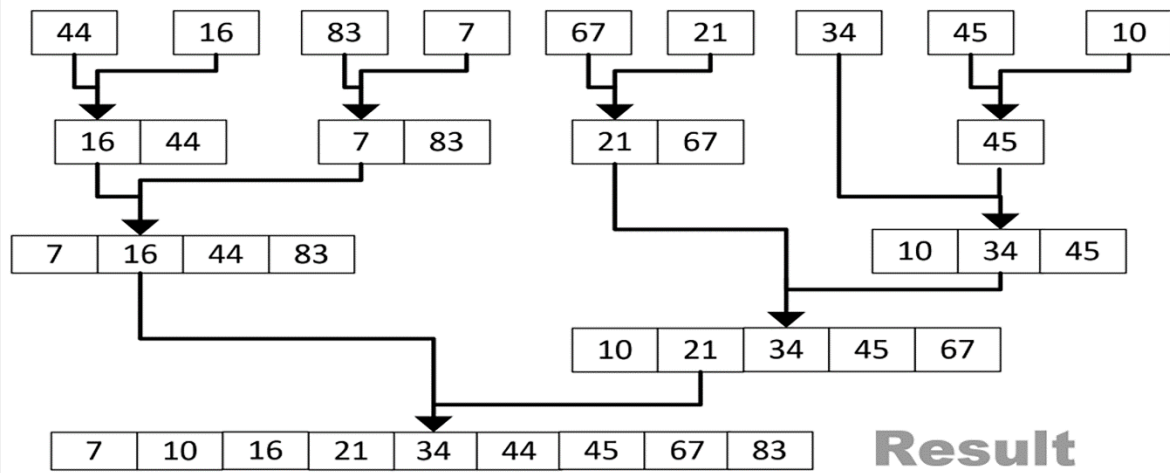 44 16 83 7 67 21 34 45 10
16 44 7 83 21 67 45
7 16 44 83 10 34 45
10 21 34 45 67
7 10 16 21 34 44 45 67 83 Result